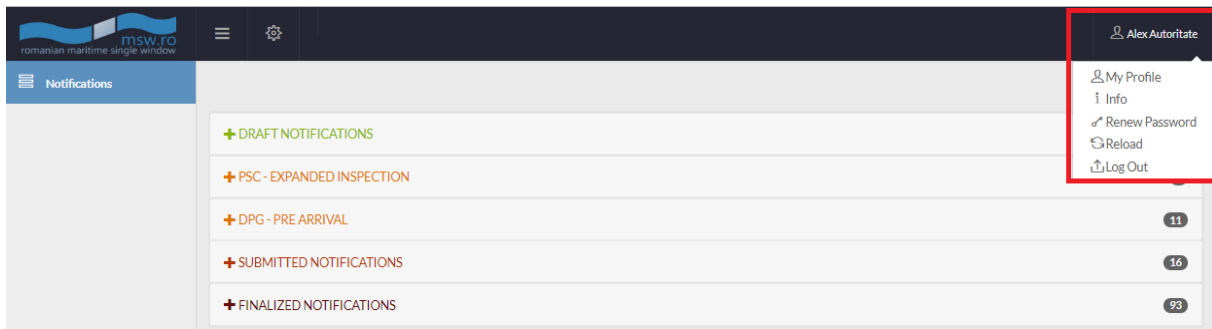 msw.ro
romanian maritime single window
Alex Autoritate
Notifications
My Profile
Info
Renew Password
Reload
Log Out
DRAFT NOTIFICATIONS
PSC - EXPANDED INSPECTION
DPG - PRE ARRIVAL 11
SUBMITTED NOTIFICATIONS 16
FINALIZED NOTIFICATIONS 93